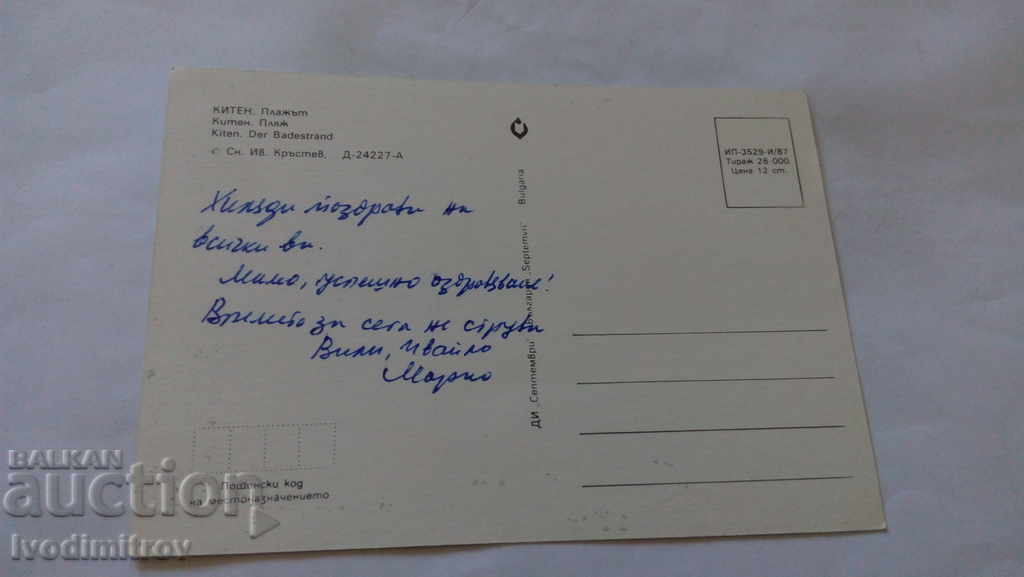 КИТЕН. Плажът
Китен. Пляж
Kiten. Der Badestrand
© Сн. Ив. Кръстев, Д-24227-А
Хиляди поздрави на
всички ви.
Мамо, успешно оздравяване!
Времето за сега не струва
Вили, Ивайло
Марио
Пощенски код
на местоназначението
ДИ „Септември" България „Septemvri" Bulgaria
ИП-3529-И/87
Тираж 28 000
Цена 12 ст.
BALKAN
auction
ivodimitrov